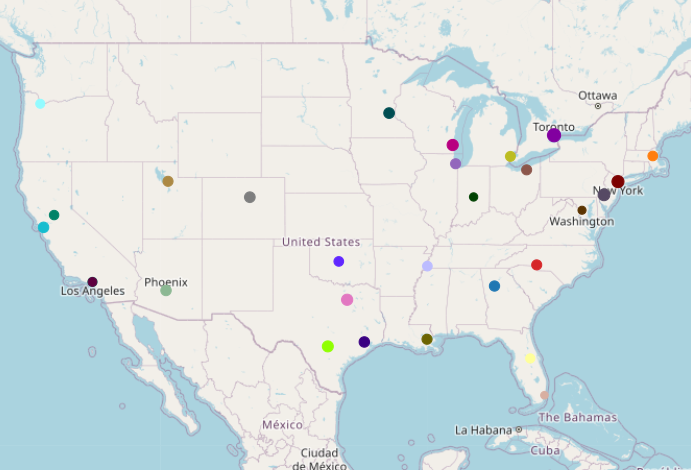 Ottawa
Toronto
New York
Washington
United States
Phoenix
Los Angeles
La Habana
The Bahamas
México
Cuba
Ciudad
de México